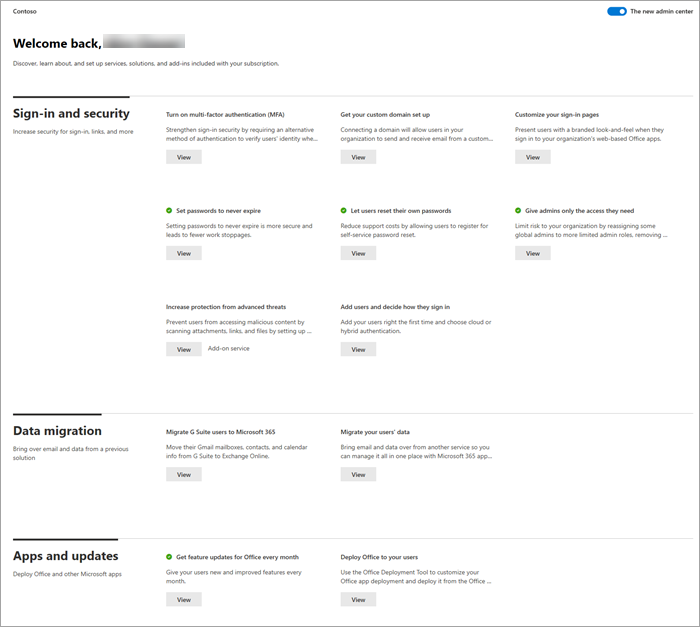 Contoso
The new admin center
Welcome back,
Discover, learn about, and set up services, solutions, and add-ins included with your subscription.
Sign-in and security
Increase security for sign-in, links, and more
Turn on multi-factor authentication (MFA)
Strengthen sign-in security by requiring an alternative
method of authentication to verify users' identity whe...
View
Get your custom domain set up
Connecting a domain will allow users in your
organization to send and receive email from a custom...
View
Customize your sign-in pages
Present users with a branded look-and-feel when they
sign in to your organization's web-based Office apps.
View
Set passwords to never expire
Setting passwords to never expire is more secure and
leads to fewer work stoppages.
View
Let users reset their own passwords
Reduce support costs by allowing users to register for
self-service password reset.
View
Give admins only the access they need
Limit risk to your organization by reassigning some
global admins to more limited admin roles, removing ...
View
Increase protection from advanced threats
Prevent users from accessing malicious content by
scanning attachments, links, and files by setting up ...
View
Add-on service
Add users and decide how they sign in
Add your users right the first time and choose cloud or
hybrid authentication.
View
Data migration
Bring over email and data from a previous
solution
Migrate G Suite users to Microsoft 365
Move their Gmail mailboxes, contacts, and calendar
info from G Suite to Exchange Online.
View
Migrate your users' data
Bring email and data over from another service so you
can manage it all in one place with Microsoft 365 app...
View
Apps and updates
Deploy Office and other Microsoft apps
Get feature updates for Office every month
Give your users new and improved features every
month.
View
Deploy Office to your users
Use the Office Deployment Tool to customize your
Office app deployment and deploy it from the Office ...
View